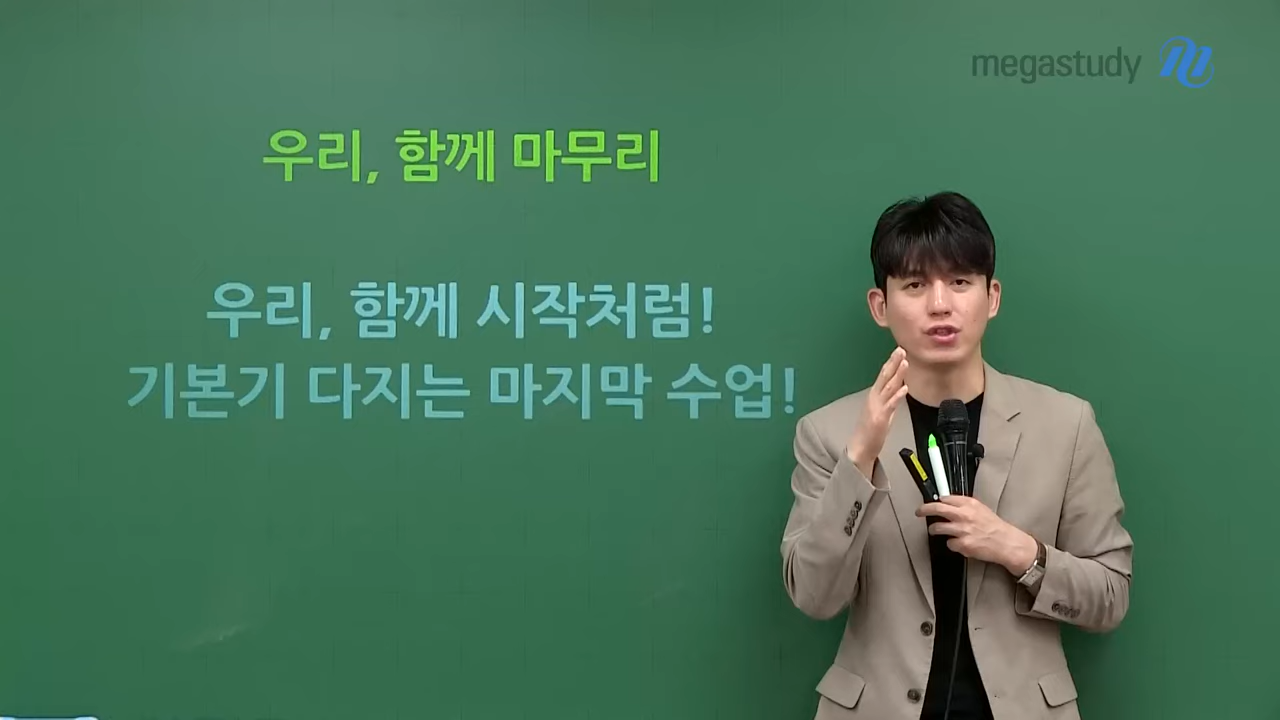 megastudy
우리, 함께 마무리
우리, 함께 시작처럼!
기본기 다지는 마지막 수업!